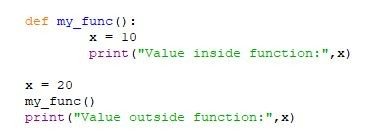 def my_func():
        x = 10
        print("Value inside function:",x)

x = 20
my_func()
print("Value outside function:",x)